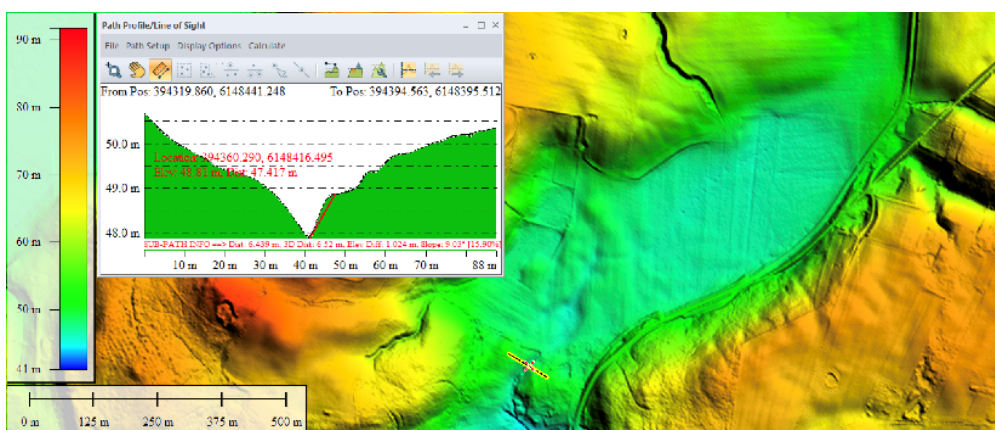 Path Profile/Line of Sight
File Path Setup Display Options Calculate
From Pos: 394319.860, 6148441.248 To Pos: 394394.563, 6148395.512
Location: 394360.290, 6148416.495
Elev: 48.81 m, Dist: 47.417 m
50.0 m
49.0 m
48.0 m
SUB-PATH INFO ==> Dist: 6.439 m, 3D Dist: 6.52 m, Elev Diff: 1.024 m, Slope: 9.03° [15.90%]
10 m 20 m 30 m 40 m 50 m 60 m 70 m 88 m
90 m
80 m
70 m
60 m
50 m
41 m
0 m 125 m 250 m 375 m 500 m